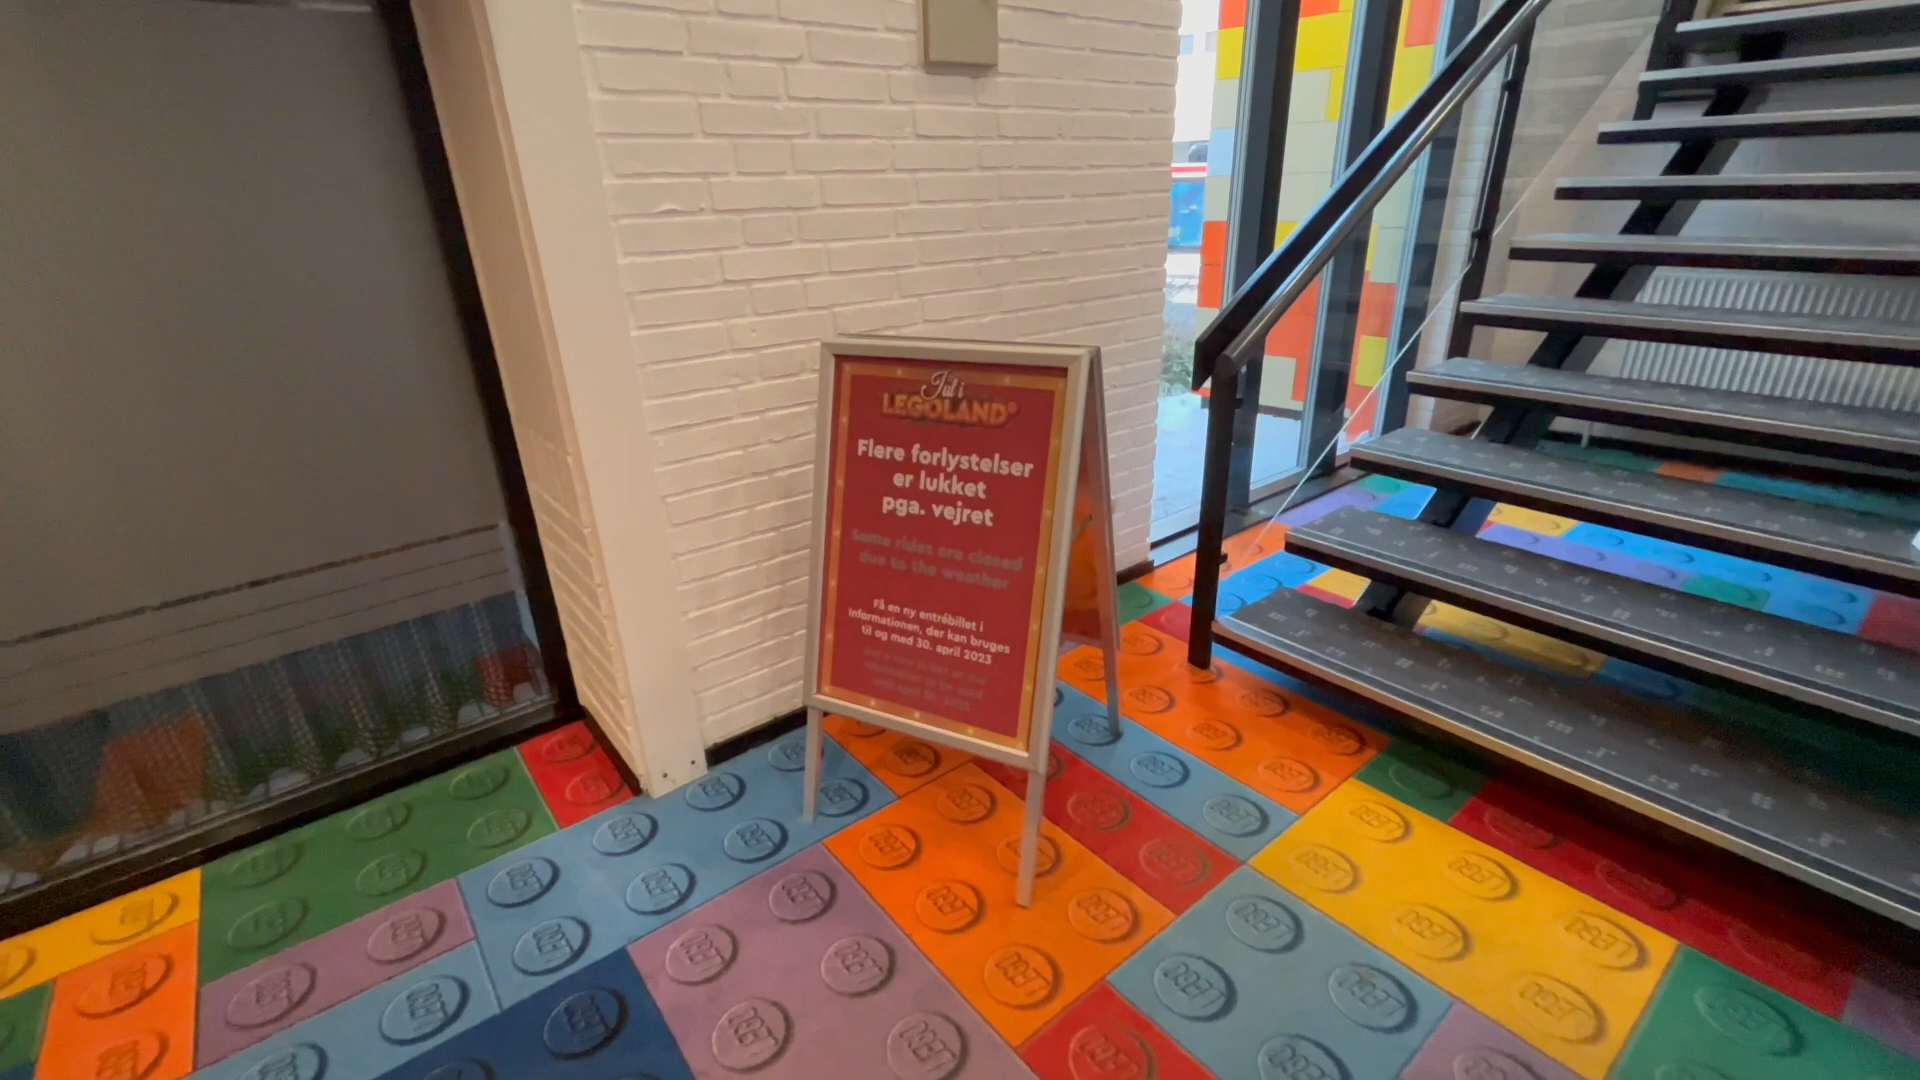 Jul i
LEGOLAND®
Flere forlystelser
er lukket
pga. vejret
Some rides are closed
due to the weather
Få en ny entrébillet i
Informationen, der kan bruges
til og med 30. april 2023